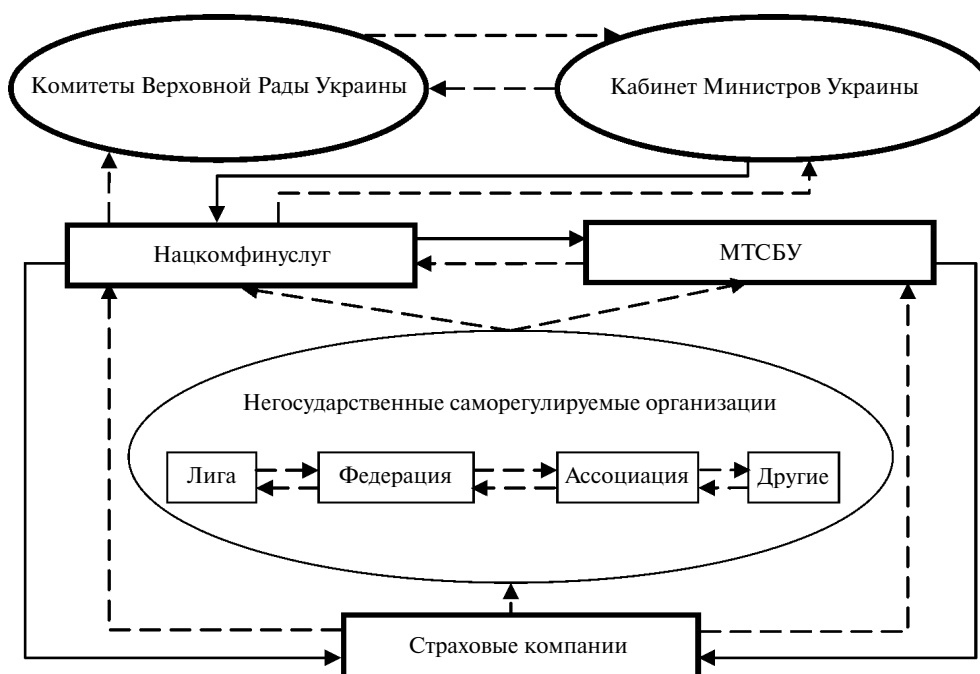 Комитеты Верховной Рады Украины
Кабинет Министров Украины
Нацкомфинуслуг
МТСБУ
Негосударственные саморегулируемые организации
Лига
Федерация
Ассоциация
Другие
Страховые компании